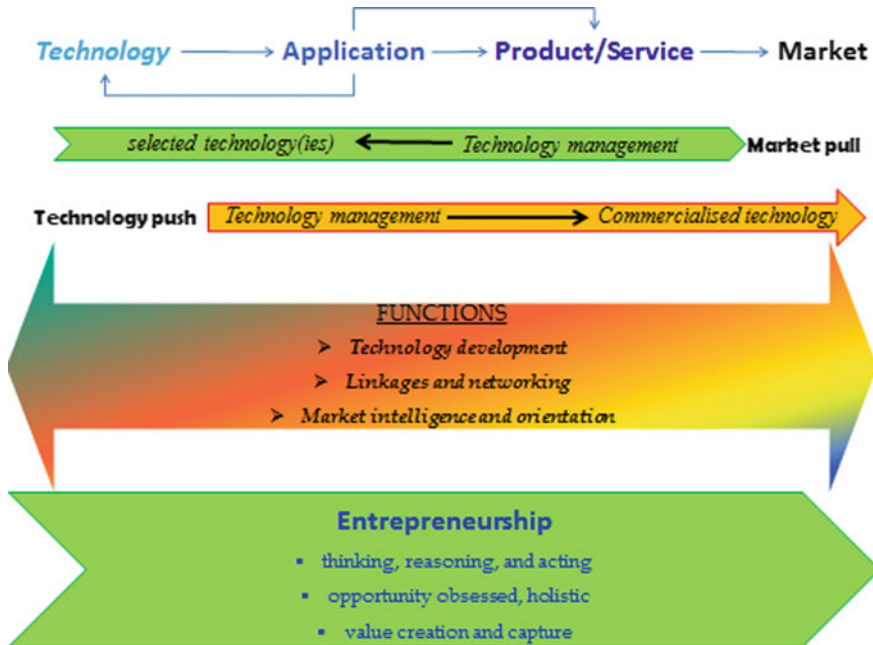 Technology Application Product/Service Market
selected technology(ies) Technology management Market pull
Technology push Technology management Commercialised technology
FUNCTIONS
➤ Technology development
➤ Linkages and networking
➤ Market intelligence and orientation
Entrepreneurship
▪ thinking, reasoning, and acting
▪ opportunity obsessed, holistic
▪ value creation and capture